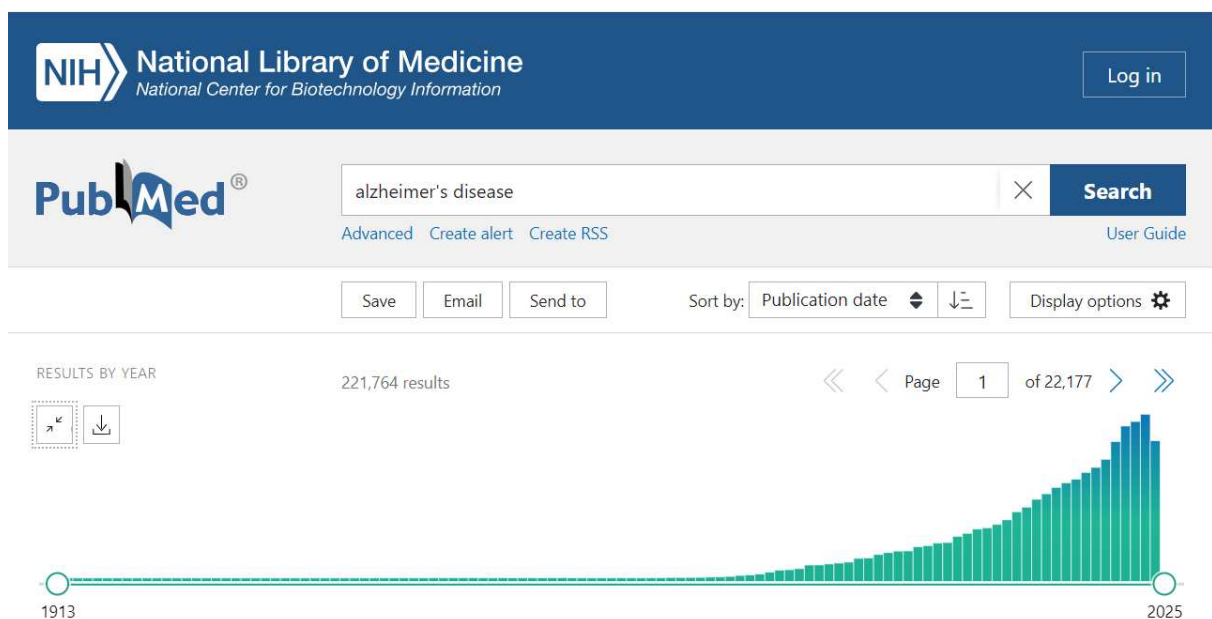 NIH
National Library of Medicine
National Center for Biotechnology Information
Log in
PubMed®
alzheimer's disease
Search
Advanced Create alert Create RSS
User Guide
Save Email Send to
Sort by: Publication date
Display options
RESULTS BY YEAR
221,764 results
Page 1 of 22,177
1913
2025